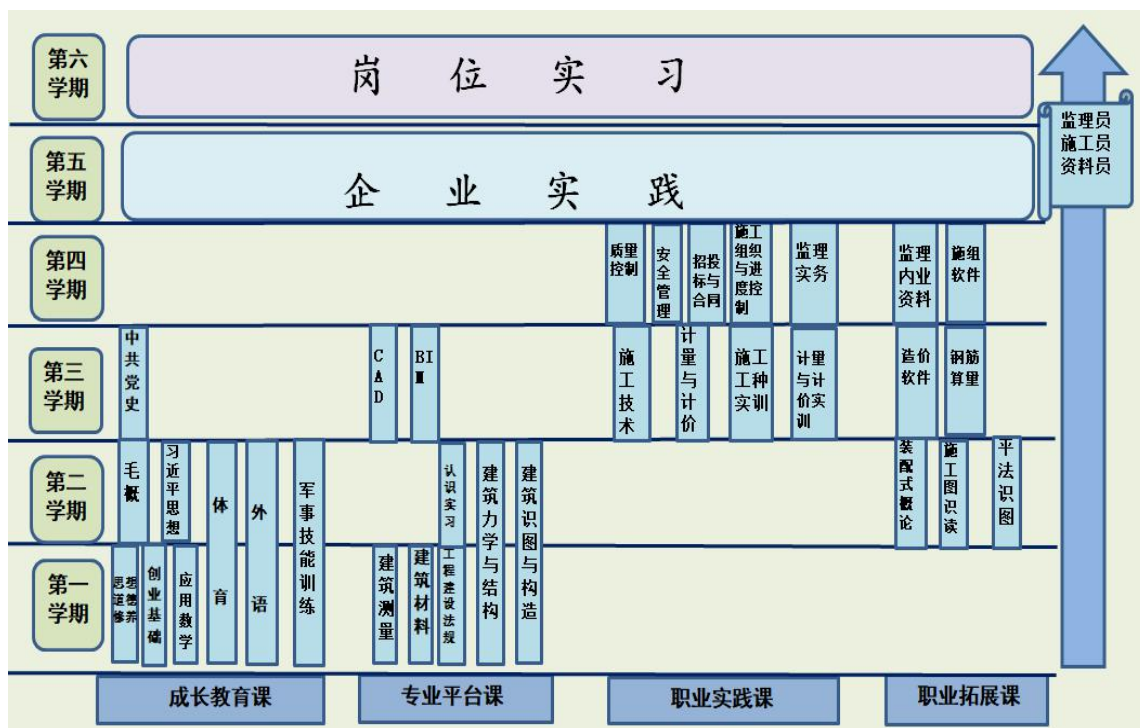 第六
学期
岗位实习
监理员
施工员
资料员
第五
学期
企业实践
第四
学期
质量
控制
安全管理
招投
标与
合同
施工
组织
与进
度控
制
监理
实务
监理
内业
资料
施组
软件
第三
学期
中共党史
CAD
BIM
施工技术
计量与计价
施工
工种
实训
计量
与计
价实
训
造价
软件
钢筋
算量
第二
学期
毛概
习近平思想
体育
外语
军事技能训练
认识实习
建筑力学与结构
建筑识图与构造
装配式概论
施工图识读
平法识图
第一
学期
思想
道德
修养
创业基础
应用数学
建筑测量
建筑材料
工程建设法规
成长教育课
专业平台课
职业实践课
职业拓展课